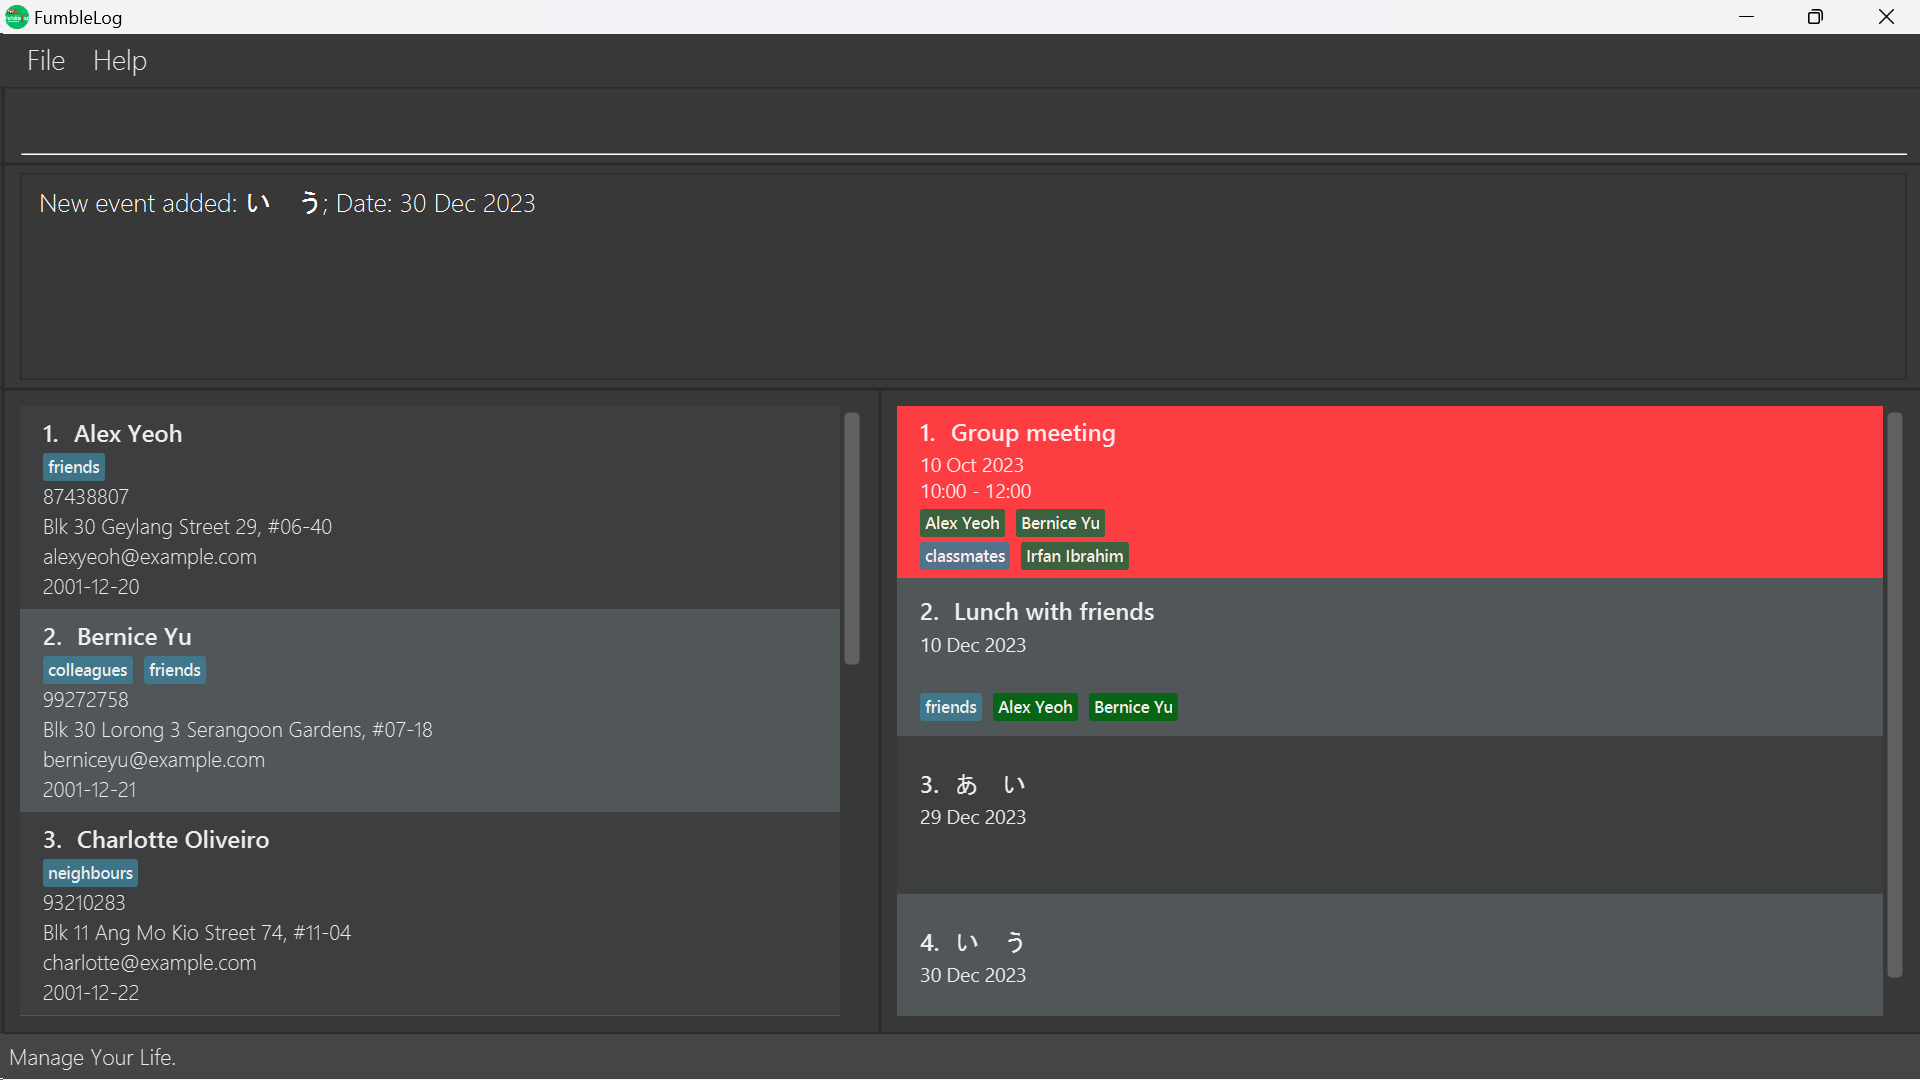 FumbleLog
File Help
New event added: い　う; Date: 30 Dec 2023
1. Alex Yeoh
friends
87438807
Blk 30 Geylang Street 29, #06-40
alexyeoh@example.com
2001-12-20
2. Bernice Yu
colleagues friends
99272758
Blk 30 Lorong 3 Serangoon Gardens, #07-18
berniceyu@example.com
2001-12-21
3. Charlotte Oliveiro
neighbours
93210283
Blk 11 Ang Mo Kio Street 74, #11-04
charlotte@example.com
2001-12-22
1. Group meeting
10 Oct 2023
10:00 - 12:00
Alex Yeoh Bernice Yu
classmates Irfan Ibrahim
2. Lunch with friends
10 Dec 2023
friends Alex Yeoh Bernice Yu
3. あ　い
29 Dec 2023
4. い　う
30 Dec 2023
Manage Your Life.